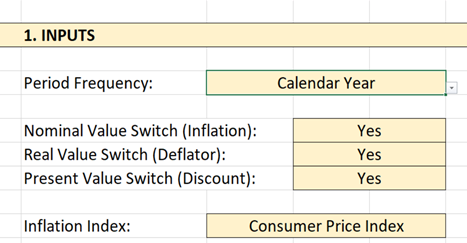 1. INPUTS
Period Frequency: Calendar Year
Nominal Value Switch (Inflation): Yes
Real Value Switch (Deflator): Yes
Present Value Switch (Discount): Yes
Inflation Index: Consumer Price Index